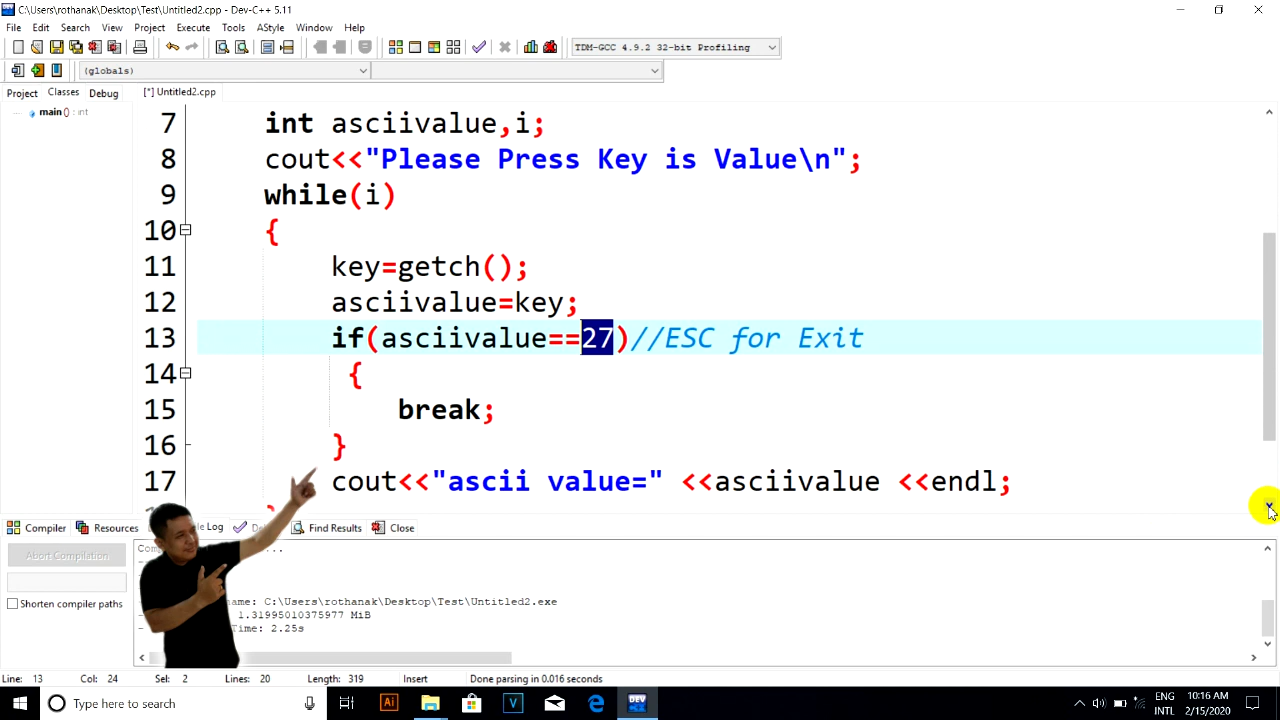 C:\Users\rothanak\Desktop\Test\Untitled2.cpp - Dev-C++ 5.11
File Edit Search View Project Execute Tools AStyle Window Help
TDM-GCC 4.9.2 32-bit Profiling
(globals)
Project Classes Debug
[*] Untitled2.cpp
main () : int
7 int asciivalue,i;
8 cout<<"Please Press Key is Value\n";
9 while(i)
10 {
11 key=getch();
12 asciivalue=key;
13 if(asciivalue==27)//ESC for Exit
14 {
15 break;
16 }
17 cout<<"ascii value=" <<asciivalue <<endl;
Compiler Resources Log Find Results Close
Abort Compilation
Shorten compiler paths
C:\Users\rothanak\Desktop\Test\Untitled2.exe
1.31995010375977 MiB
Time: 2.25s
Line: 13 Col: 24 Sel: 2 Lines: 20 Length: 319 Insert Done parsing in 0.016 seconds
Type here to search
Ai
V
DEV
ENG
INTL
10:16 AM
2/15/2020